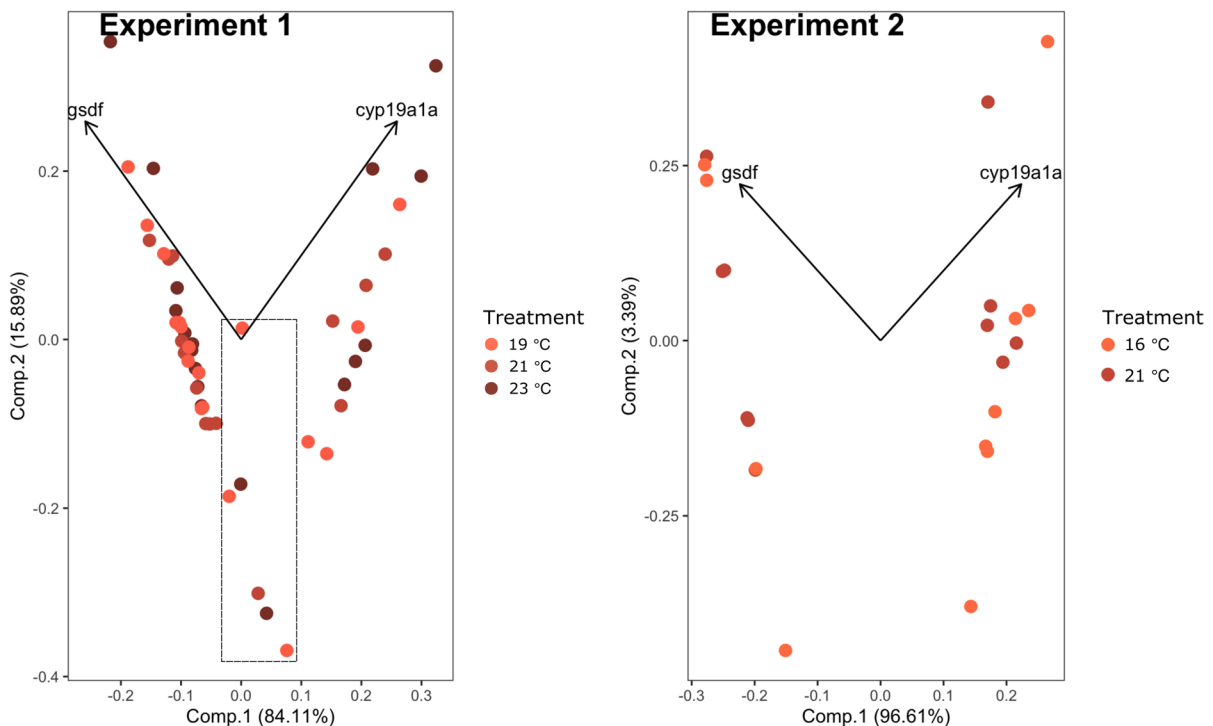 Experiment 1
gsdf
cyp19a1a
0.2
0.0
-0.2
-0.4
Comp.2 (15.89%)
-0.2
-0.1
0.0
0.1
0.2
0.3
Comp.1 (84.11%)
Treatment
19 °C
21 °C
23 °C
Experiment 2
gsdf
cyp19a1a
0.25
0.00
-0.25
Comp.2 (3.39%)
-0.3
-0.2
-0.1
0.0
0.1
0.2
Comp.1 (96.61%)
Treatment
16 °C
21 °C